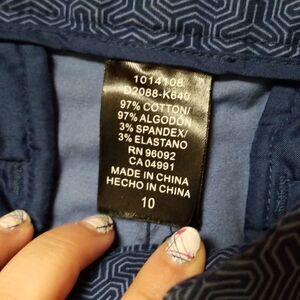 1014108
D2088-K640
97% COTTON/
97% ALGODÓN
3% SPANDEX/
3% ELASTANO
RN 96092
CA 04991
MADE IN CHINA
HECHO IN CHINA
10